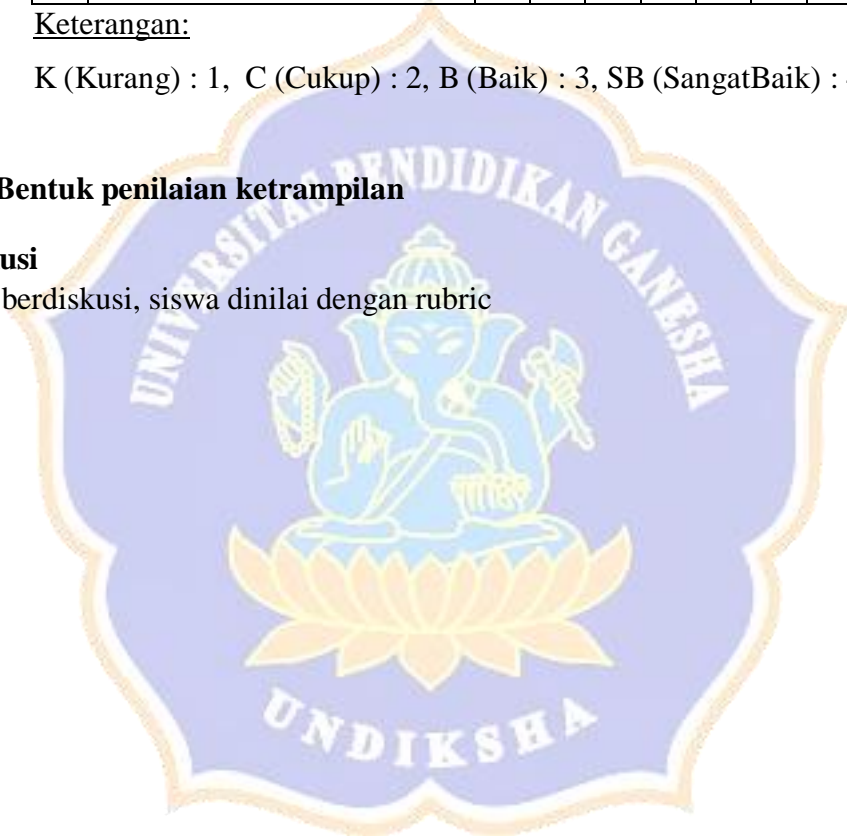 Keterangan:
K (Kurang) : 1, C (Cukup) : 2, B (Baik) : 3, SB (SangatBaik) :
Bentuk penilaian ketrampilan
usi
berdiskusi, siswa dinilai dengan rubric
UNIVERSITAS PENDIDIKAN GANESHA
UNDIKSHA